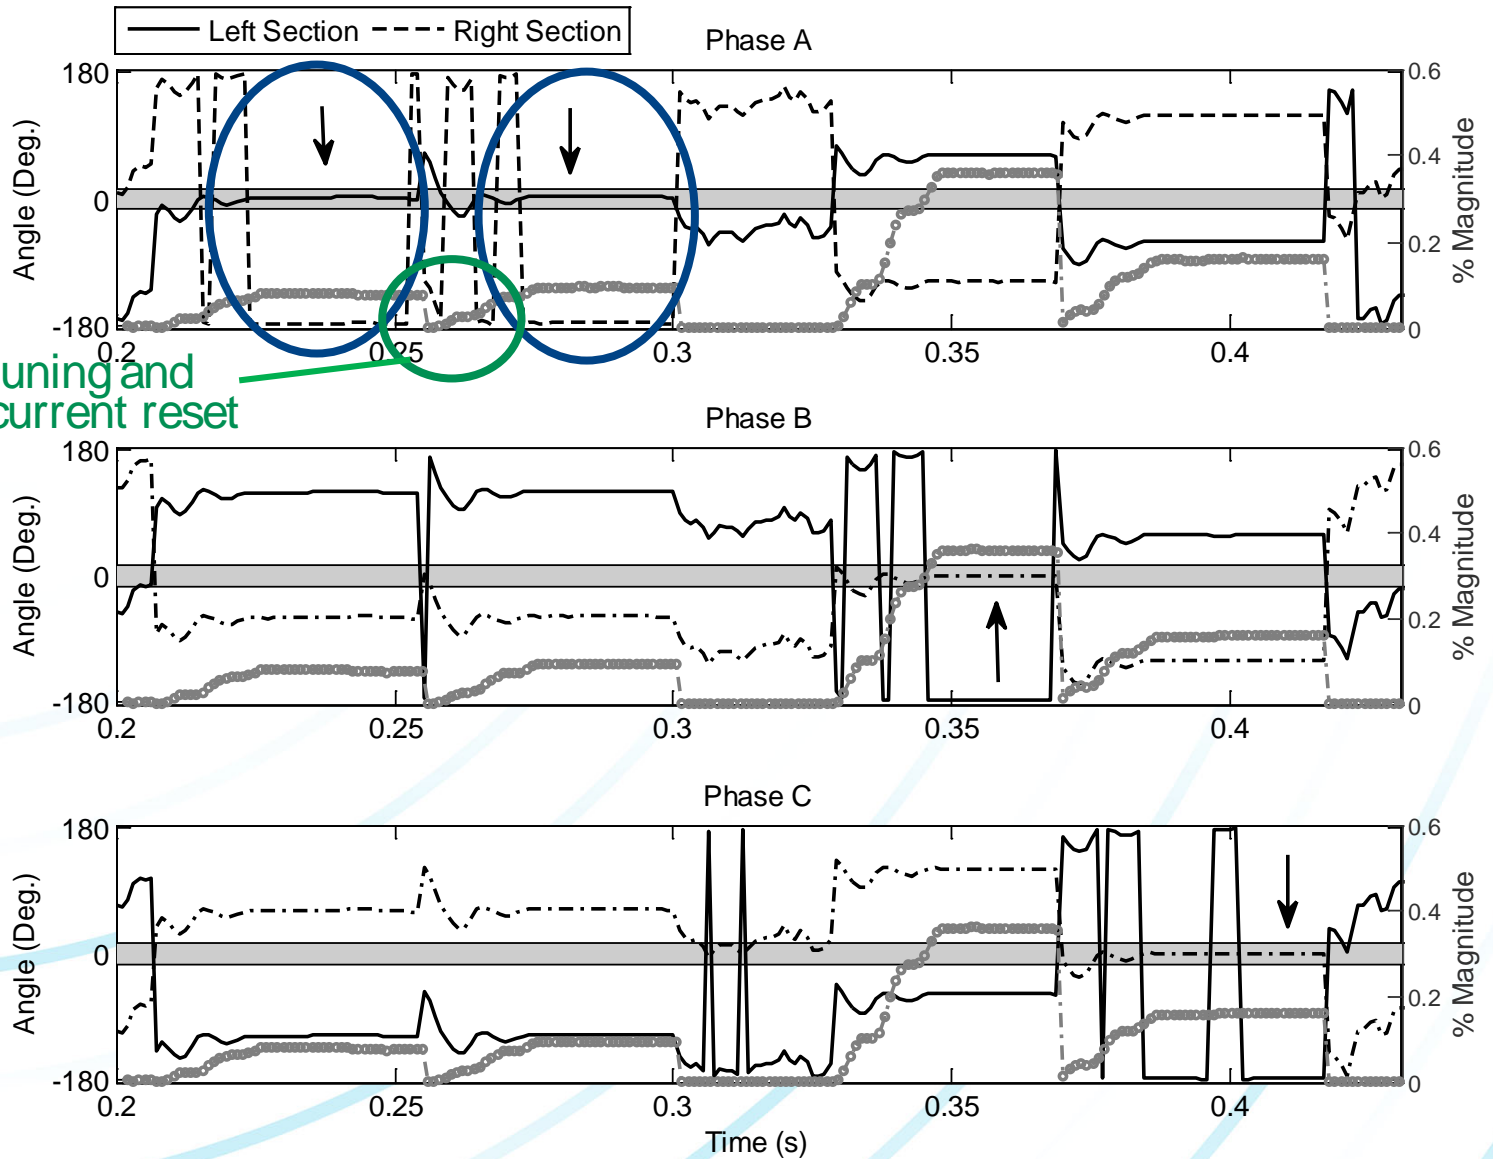 Left Section Right Section
Phase A
180
0
-180
Angle (Deg.)
0.6
0.4
0.2
0
% Magnitude
0.2 0.25 0.3 0.35 0.4
uning and
current reset
Phase B
180
0
-180
Angle (Deg.)
0.6
0.4
0.2
0
% Magnitude
0.2 0.25 0.3 0.35 0.4
Phase C
180
0
-180
Angle (Deg.)
0.6
0.4
0.2
0
% Magnitude
0.2 0.25 0.3 0.35 0.4
Time (s)